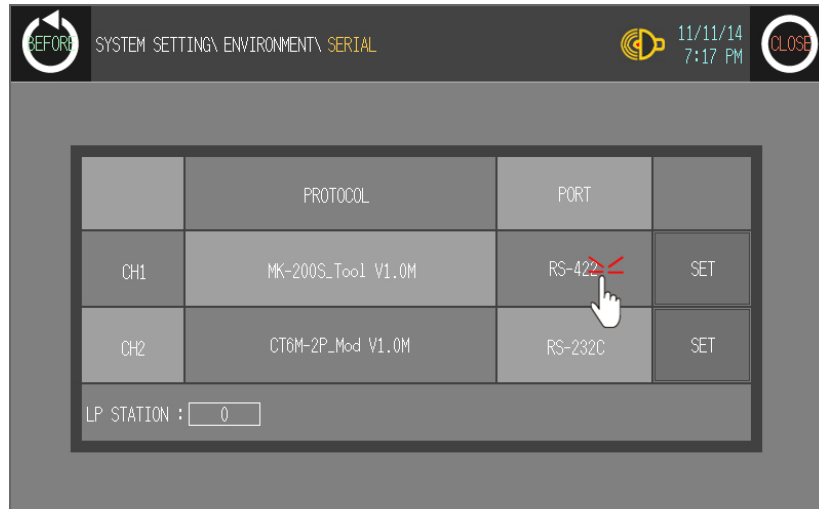 BEFORE SYSTEM SETTING\ ENVIRONMENT\ SERIAL 11/11/14 CLOSE
7:17 PM
PROTOCOL PORT
CH1 MK-200S_Tool V1.0M RS-422 SET
CH2 CT6M-2P_Mod V1.0M RS-232C SET
LP STATION : 0